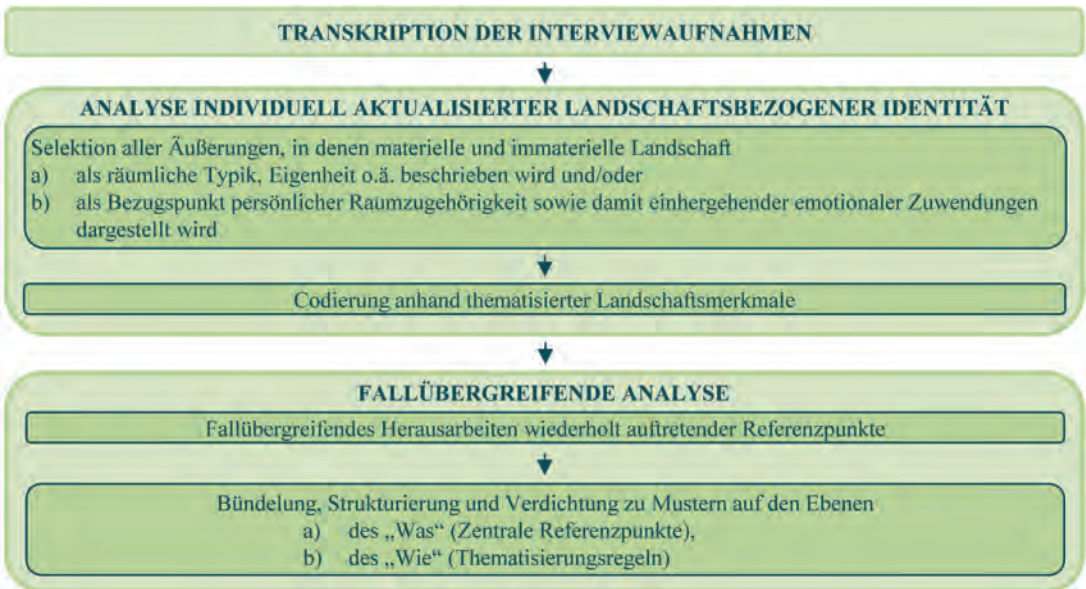 TRANSKRIPTION DER INTERVIEWAUFNAHMEN
ANALYSE INDIVIDUELL AKTUALISIERTER LANDSCHAFTSBEZOGENER IDENTITÄT
Selektion aller Äußerungen, in denen materielle und immaterielle Landschaft
a) als räumliche Typik, Eigenheit o.ä. beschrieben wird und/oder
b) als Bezugspunkt persönlicher Raumzugehörigkeit sowie damit einhergehender emotionaler Zuwendungen
dargestellt wird
Codierung anhand thematisierter Landschaftsmerkmale
FALLÜBERGREIFENDE ANALYSE
Fallübergreifendes Herausarbeiten wiederholt auftretender Referenzpunkte
Bündelung, Strukturierung und Verdichtung zu Mustern auf den Ebenen
a) des „Was“ (Zentrale Referenzpunkte),
b) des „Wie“ (Thematisierungsregeln)